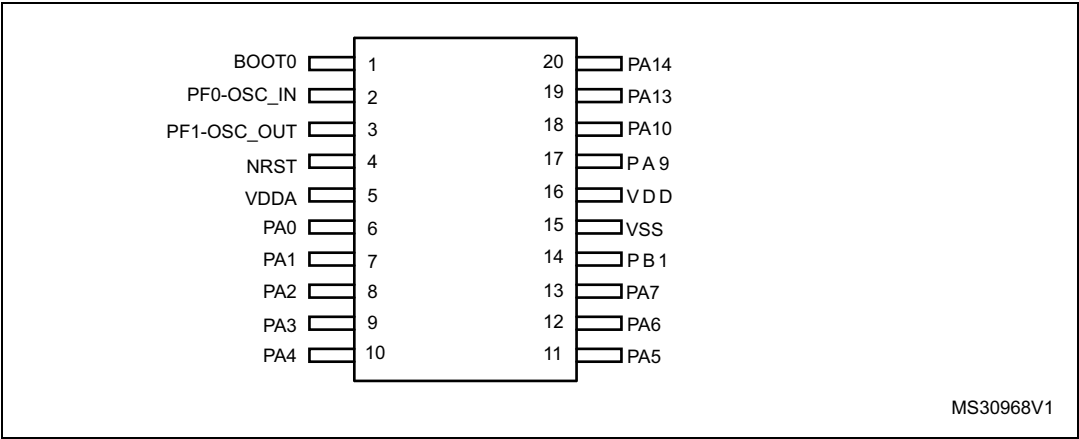 BOOT0 1 20 PA14
PF0-OSC_IN 2 19 PA13
PF1-OSC_OUT 3 18 PA10
NRST 4 17 PA9
VDDA 5 16 VDD
PA0 6 15 VSS
PA1 7 14 PB1
PA2 8 13 PA7
PA3 9 12 PA6
PA4 10 11 PA5
MS30968V1